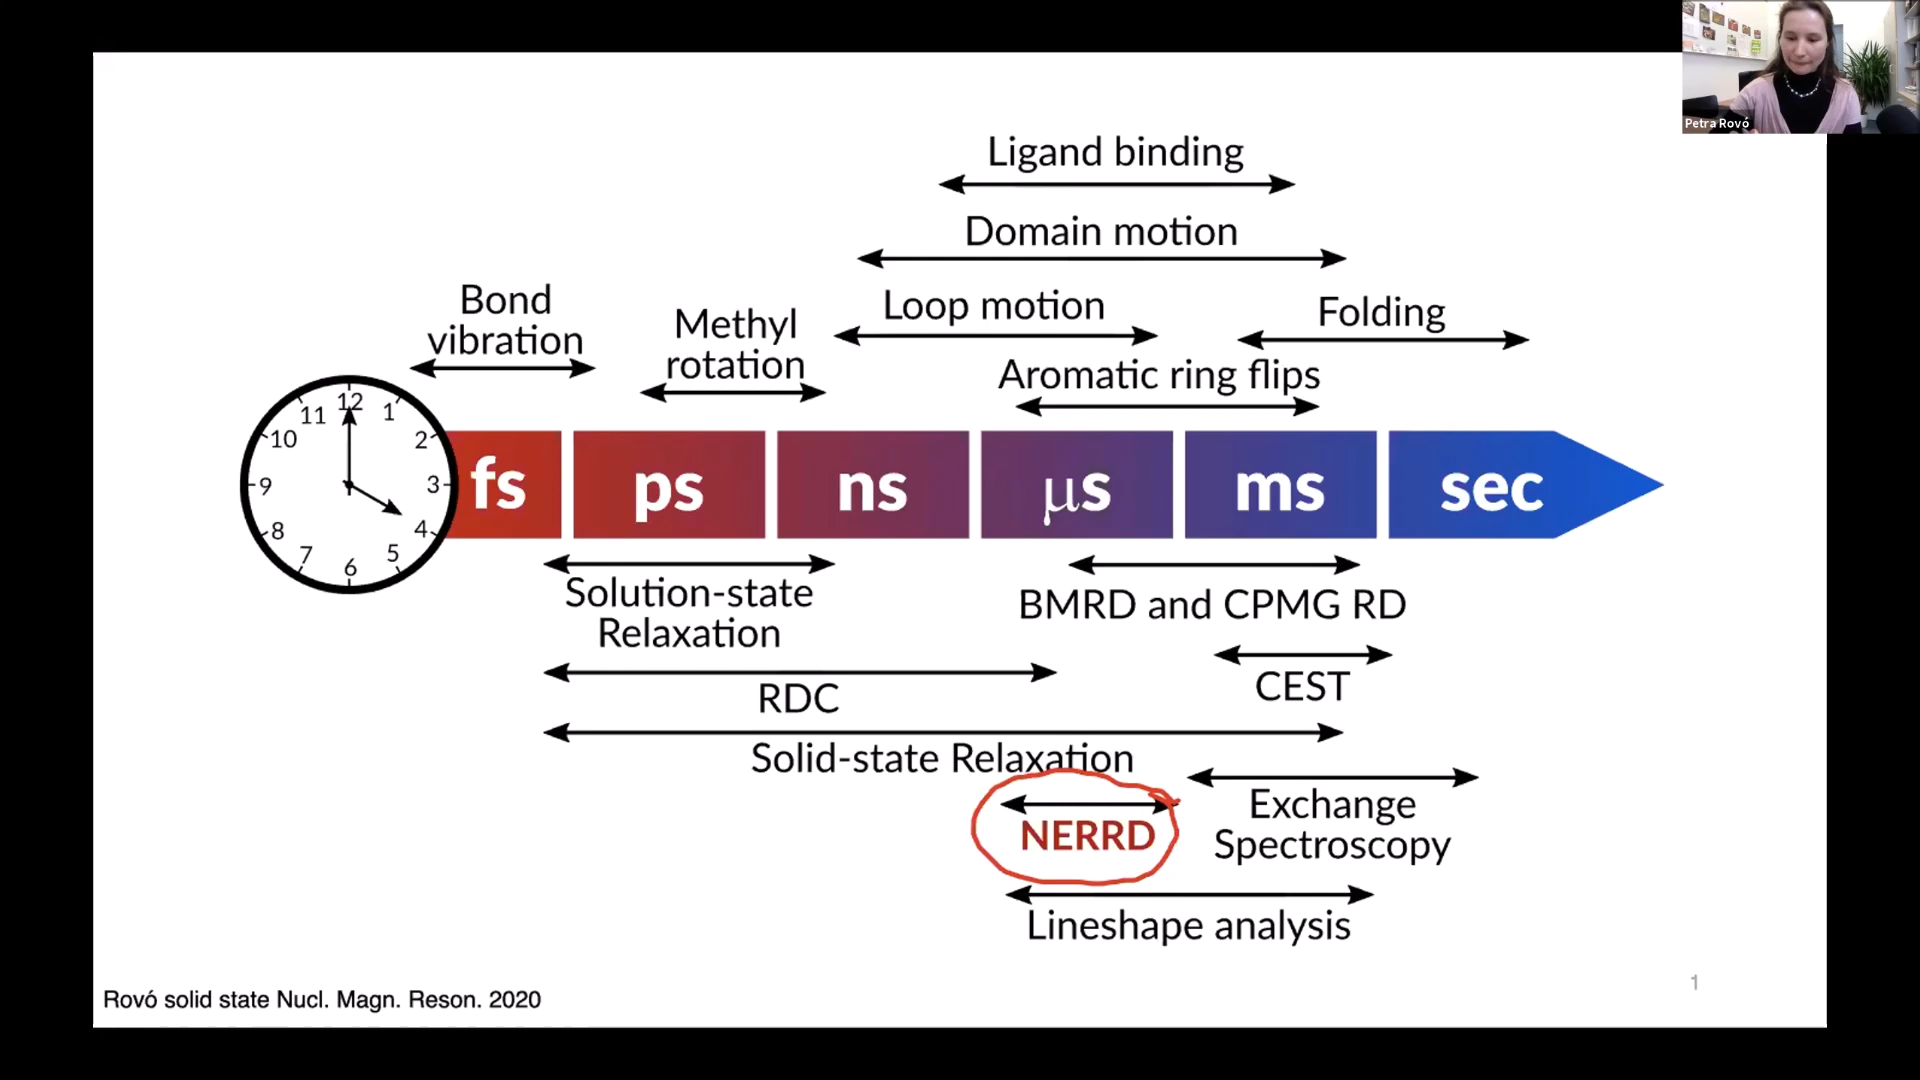 Petra Rovó
Ligand binding
Domain motion
Bond
vibration
Methyl
rotation
Loop motion
Folding
Aromatic ring flips
12
1
2
3
4
5
6
7
8
9
10
11
fs
ps
ns
μs
ms
sec
Solution-state
Relaxation
BMRD and CPMG RD
RDC
CEST
Solid-state Relaxation
NERRD
Exchange
Spectroscopy
Lineshape analysis
Rovó solid state Nucl. Magn. Reson. 2020
1